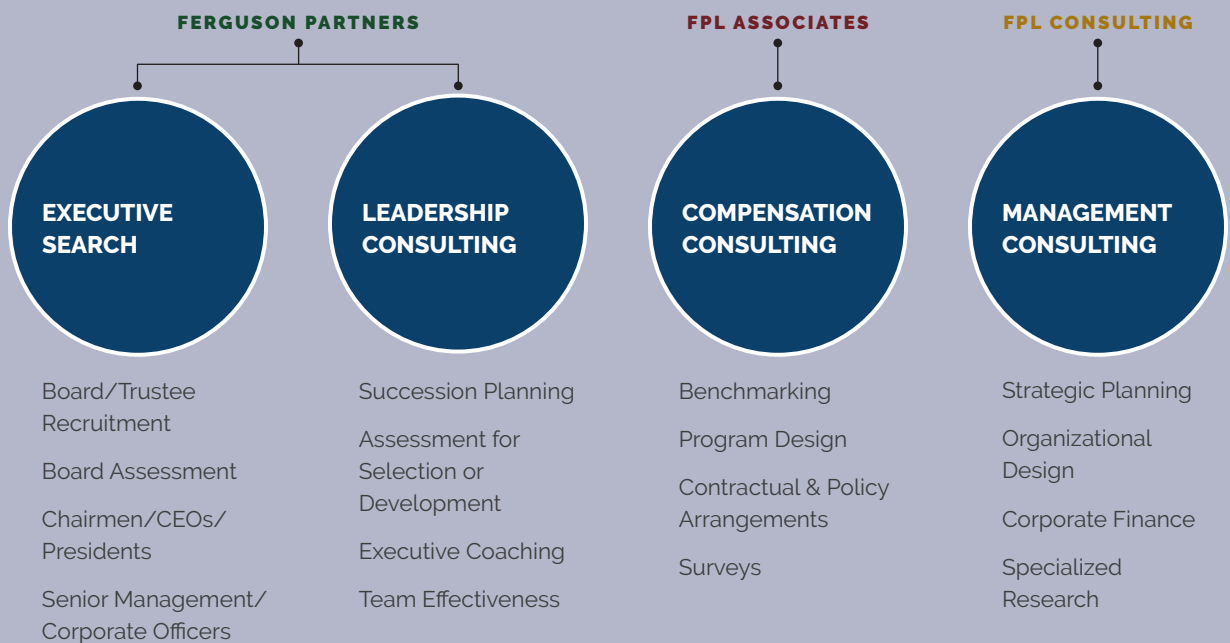 FERGUSON PARTNERS
FPL ASSOCIATES
FPL CONSULTING
EXECUTIVE
SEARCH
LEADERSHIP
CONSULTING
COMPENSATION
CONSULTING
MANAGEMENT
CONSULTING
Board/Trustee
Recruitment
Board Assessment
Chairmen/CEOs/
Presidents
Senior Management/
Corporate Officers
Succession Planning
Assessment for
Selection or
Development
Executive Coaching
Team Effectiveness
Benchmarking
Program Design
Contractual & Policy
Arrangements
Surveys
Strategic Planning
Organizational
Design
Corporate Finance
Specialized
Research